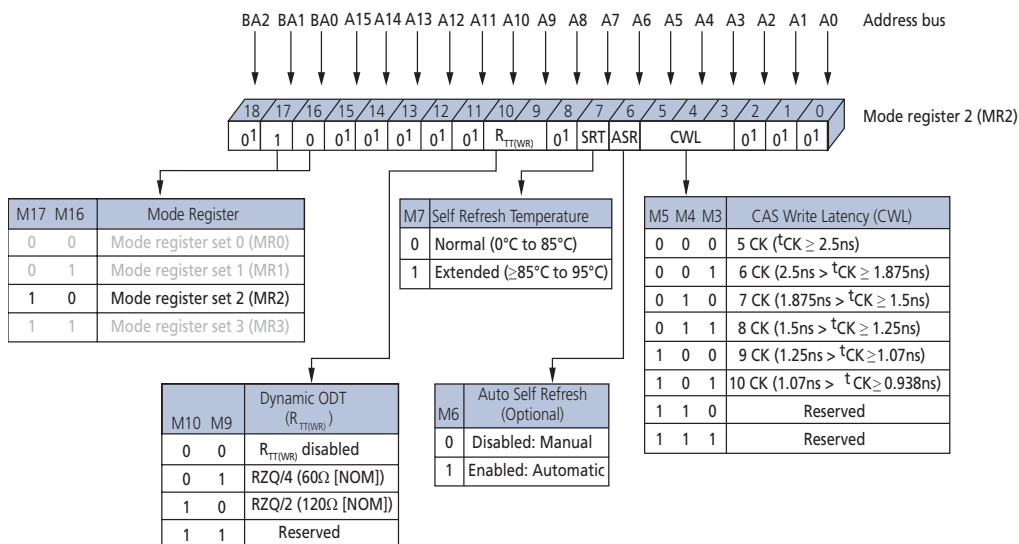 BA2 BA1 BA0 A15 A14 A13 A12 A11 A10 A9 A8 A7 A6 A5 A4 A3 A2 A1 A0 Address bus
18 17 16 15 14 13 12 11 10 9 8 7 6 5 4 3 2 1 0 Mode register 2 (MR2)
0¹ 1 0 0¹ 0¹ 0¹ 0¹ 0¹ R_TT(WR) 0¹ SRT ASR CWL 0¹ 0¹ 0¹
M17 M16 Mode Register
0 0 Mode register set 0 (MR0)
0 1 Mode register set 1 (MR1)
1 0 Mode register set 2 (MR2)
1 1 Mode register set 3 (MR3)
M7 Self Refresh Temperature
0 Normal (0°C to 85°C)
1 Extended (≥85°C to 95°C)
M5 M4 M3 CAS Write Latency (CWL)
0 0 0 5 CK (ᵗCK ≥ 2.5ns)
0 0 1 6 CK (2.5ns > ᵗCK ≥ 1.875ns)
0 1 0 7 CK (1.875ns > ᵗCK ≥ 1.5ns)
0 1 1 8 CK (1.5ns > ᵗCK ≥ 1.25ns)
1 0 0 9 CK (1.25ns > ᵗCK ≥1.07ns)
1 0 1 10 CK (1.07ns > ᵗCK≥ 0.938ns)
1 1 0 Reserved
1 1 1 Reserved
M10 M9 Dynamic ODT
(R_TT(WR))
0 0 R_TT(WR) disabled
0 1 RZQ/4 (60Ω [NOM])
1 0 RZQ/2 (120Ω [NOM])
1 1 Reserved
M6 Auto Self Refresh
(Optional)
0 Disabled: Manual
1 Enabled: Automatic